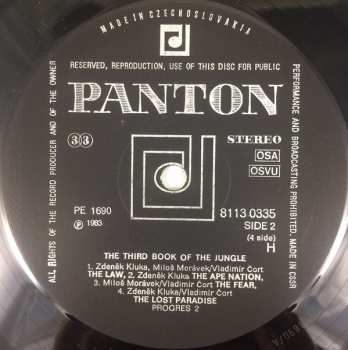 MADE IN CZECHOSLOVAKIA
RESERVED, REPRODUCTION, USE OF THIS DISC FOR PUBLIC
PERFORMANCE AND BROADCASTING PROHIBITED. MADE IN CSSR
ALL RIGHTS OF THE RECORD PRODUCER AND OF THE OWNER
PANTON
33
STEREO
OSA
OSVU
PE 1690
8113 0335
℗ 1983
SIDE 2
(4 side)
H
THE THIRD BOOK OF THE JUNGLE
1. Zdeněk Kluka, Miloš Morávek/Vladimír Čort
THE LAW, 2. Zdeněk Kluka THE APE NATION,
3. Miloš Morávek/Vladimír Čort THE FEAR,
4. Zdeněk Kluka/Vladimír Čort
THE LOST PARADISE
PROGRES 2